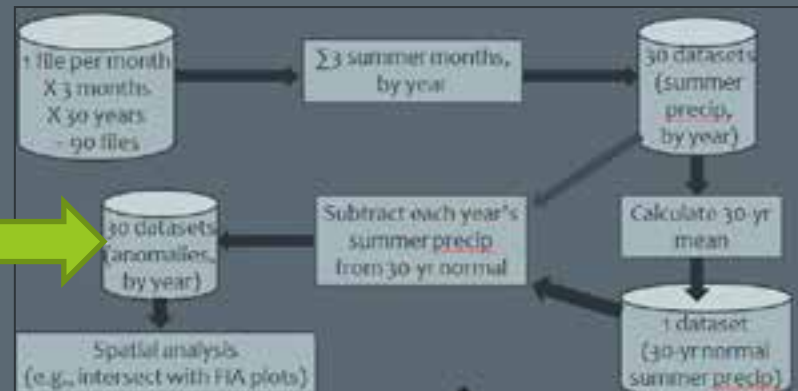 1 file per month
X 3 months
X 30 years
- 90 files
∑3 summer months,
by year
30 datasets
(summer
precip,
by year)
Calculate 30-yr
mean
1 dataset
(30-yr normal
summer precip)
Subtract each year's
summer precip
from 30 yr normal
30 datasets
(anomalies,
by year)
Spatial analysis
(e.g., intersect with FIA plots)